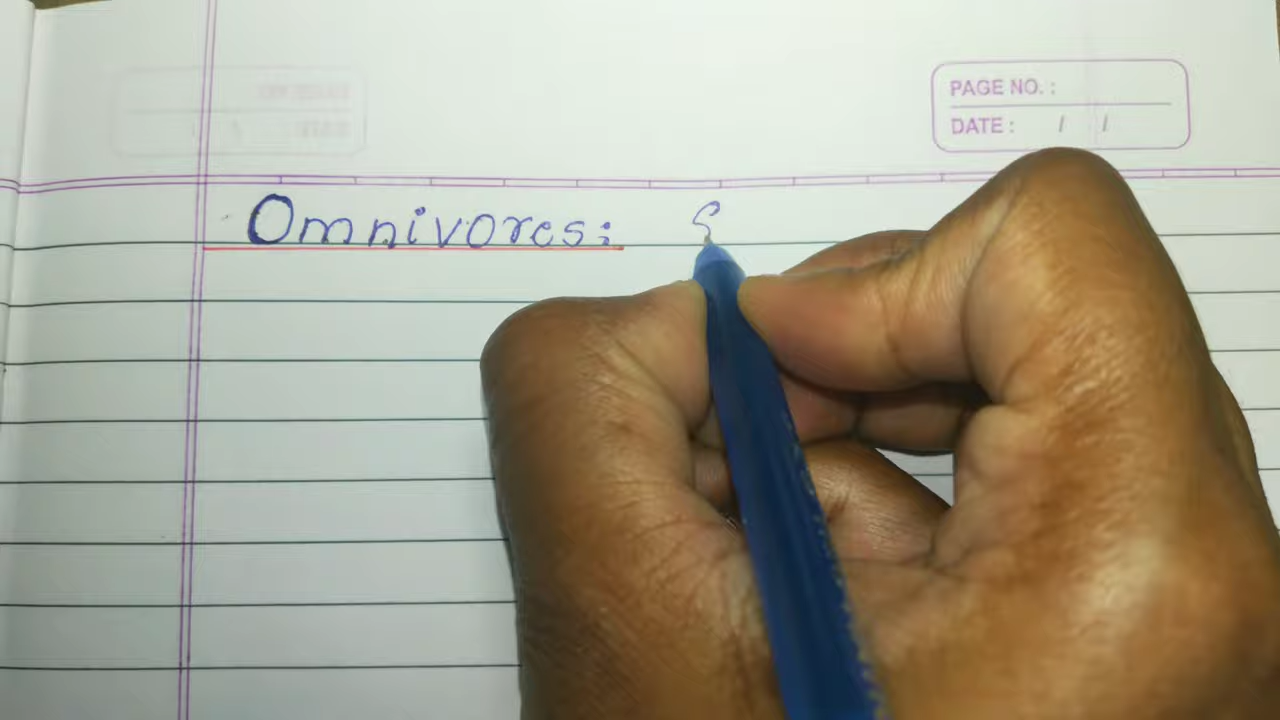 PAGE NO. :
DATE : / /
Omnivores: S